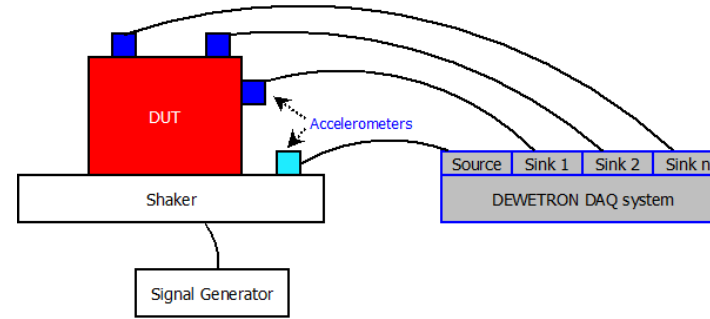 DUT
Accelerometers
Source
Sink 1
Sink 2
Sink n
Shaker
DEWETRON DAQ system
Signal Generator